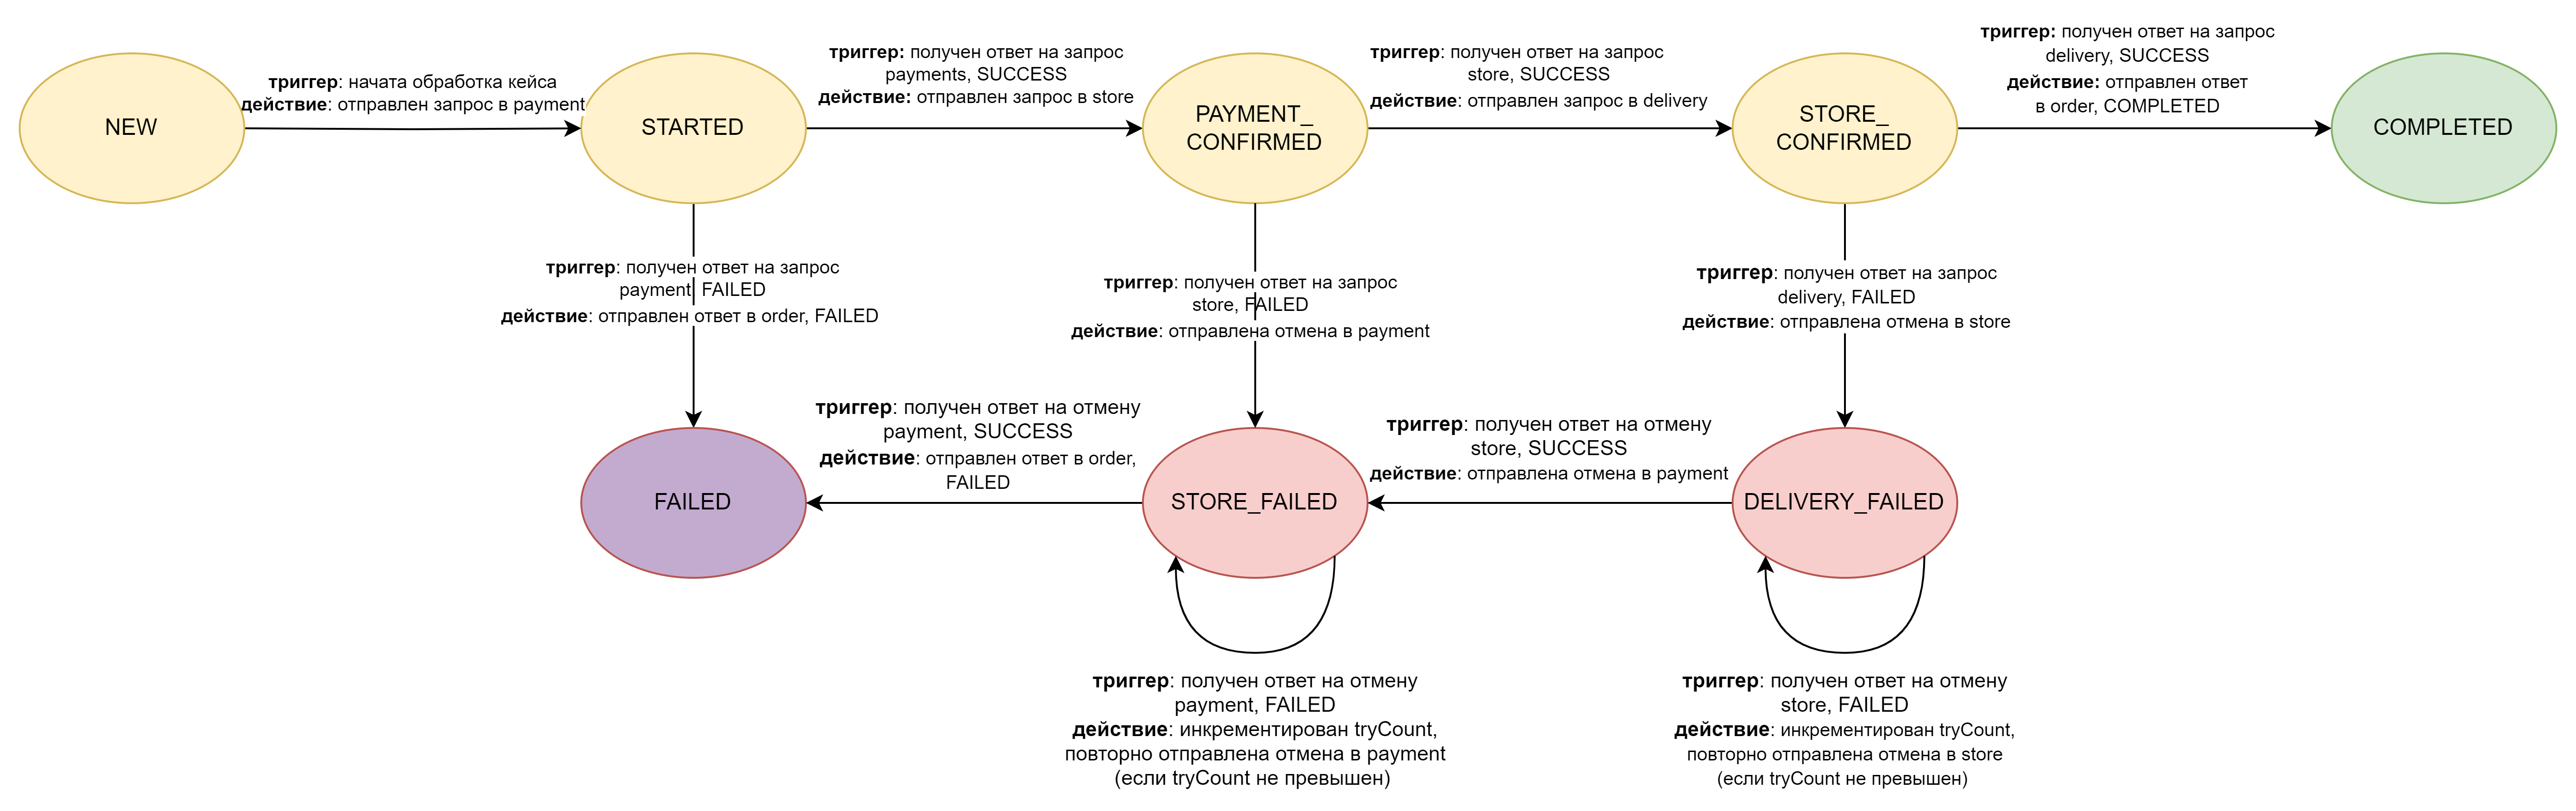 NEW
триггер: начата обработка кейса
действие: отправлен запрос в payment
STARTED
триггер: получен ответ на запрос
payments, SUCCESS
действие: отправлен запрос в store
PAYMENT_
CONFIRMED
триггер: получен ответ на запрос
store, SUCCESS
действие: отправлен запрос в delivery
STORE_
CONFIRMED
триггер: получен ответ на запрос
delivery, SUCCESS
действие: отправлен ответ
в order, COMPLETED
COMPLETED
триггер: получен ответ на запрос
payment, FAILED
действие: отправлен ответ в order, FAILED
триггер: получен ответ на запрос
store, FAILED
действие: отправлена отмена в payment
триггер: получен ответ на запрос
delivery, FAILED
действие: отправлена отмена в store
FAILED
триггер: получен ответ на отмену
payment, SUCCESS
действие: отправлен ответ в order,
FAILED
STORE_FAILED
триггер: получен ответ на отмену
store, SUCCESS
действие: отправлена отмена в payment
DELIVERY_FAILED
триггер: получен ответ на отмену
payment, FAILED
действие: инкрементирован tryCount,
повторно отправлена отмена в payment
(если tryCount не превышен)
триггер: получен ответ на отмену
store, FAILED
действие: инкрементирован tryCount,
повторно отправлена отмена в store
(если tryCount не превышен)